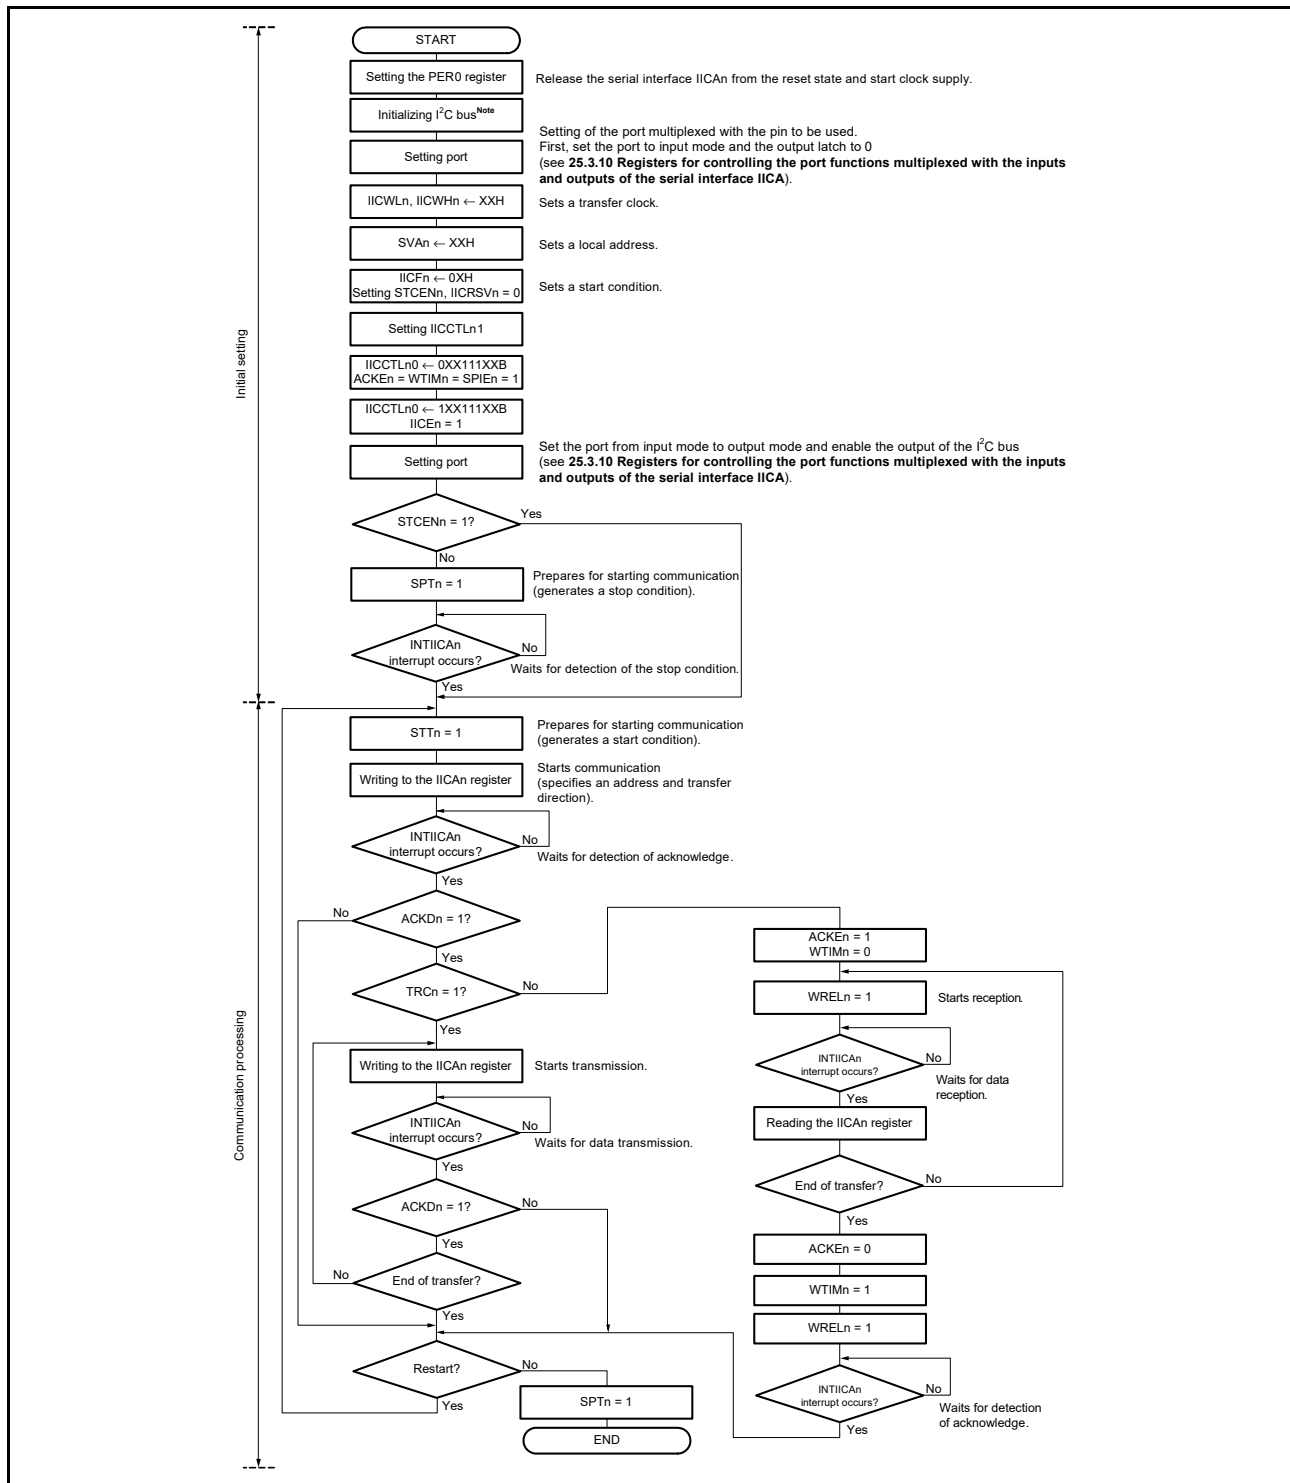 START
Setting the PER0 register
Release the serial interface IICAn from the reset state and start clock supply.
Initializing I²C busNote
Setting of the port multiplexed with the pin to be used.
First, set the port to input mode and the output latch to 0
(see 25.3.10 Registers for controlling the port functions multiplexed with the inputs
and outputs of the serial interface IICA).
Setting port
IICWLn, IICWHn ← XXH
Sets a transfer clock.
SVAn ← XXH
Sets a local address.
IICFn ← 0XH
Setting STCENn, IICRSVn = 0
Sets a start condition.
Setting IICCTLn1
Initial setting
IICCTLn0 ← 0XX111XXB
ACKEn = WTIMn = SPIEn = 1
IICCTLn0 ← 1XX111XXB
IICEn = 1
Setting port
Set the port from input mode to output mode and enable the output of the I²C bus
(see 25.3.10 Registers for controlling the port functions multiplexed with the inputs
and outputs of the serial interface IICA).
STCENn = 1?
Yes
No
SPTn = 1
Prepares for starting communication
(generates a stop condition).
INTIICAn
interrupt occurs?
No
Waits for detection of the stop condition.
Yes
STTn = 1
Prepares for starting communication
(generates a start condition).
Writing to the IICAn register
Starts communication
(specifies an address and transfer
direction).
INTIICAn
interrupt occurs?
No
Waits for detection of acknowledge.
Yes
No
ACKDn = 1?
Yes
TRCn = 1?
No
Yes
Communication processing
Writing to the IICAn register
Starts transmission.
INTIICAn
interrupt occurs?
No
Waits for data transmission.
Yes
ACKDn = 1?
No
Yes
No
End of transfer?
Yes
Restart?
No
Yes
SPTn = 1
END
ACKEn = 1
WTIMn = 0
WRELn = 1
Starts reception.
INTIICAn
interrupt occurs?
No
Waits for data
reception.
Yes
Reading the IICAn register
End of transfer?
No
Yes
ACKEn = 0
WTIMn = 1
WRELn = 1
INTIICAn
interrupt occurs?
No
Waits for detection
of acknowledge.
Yes